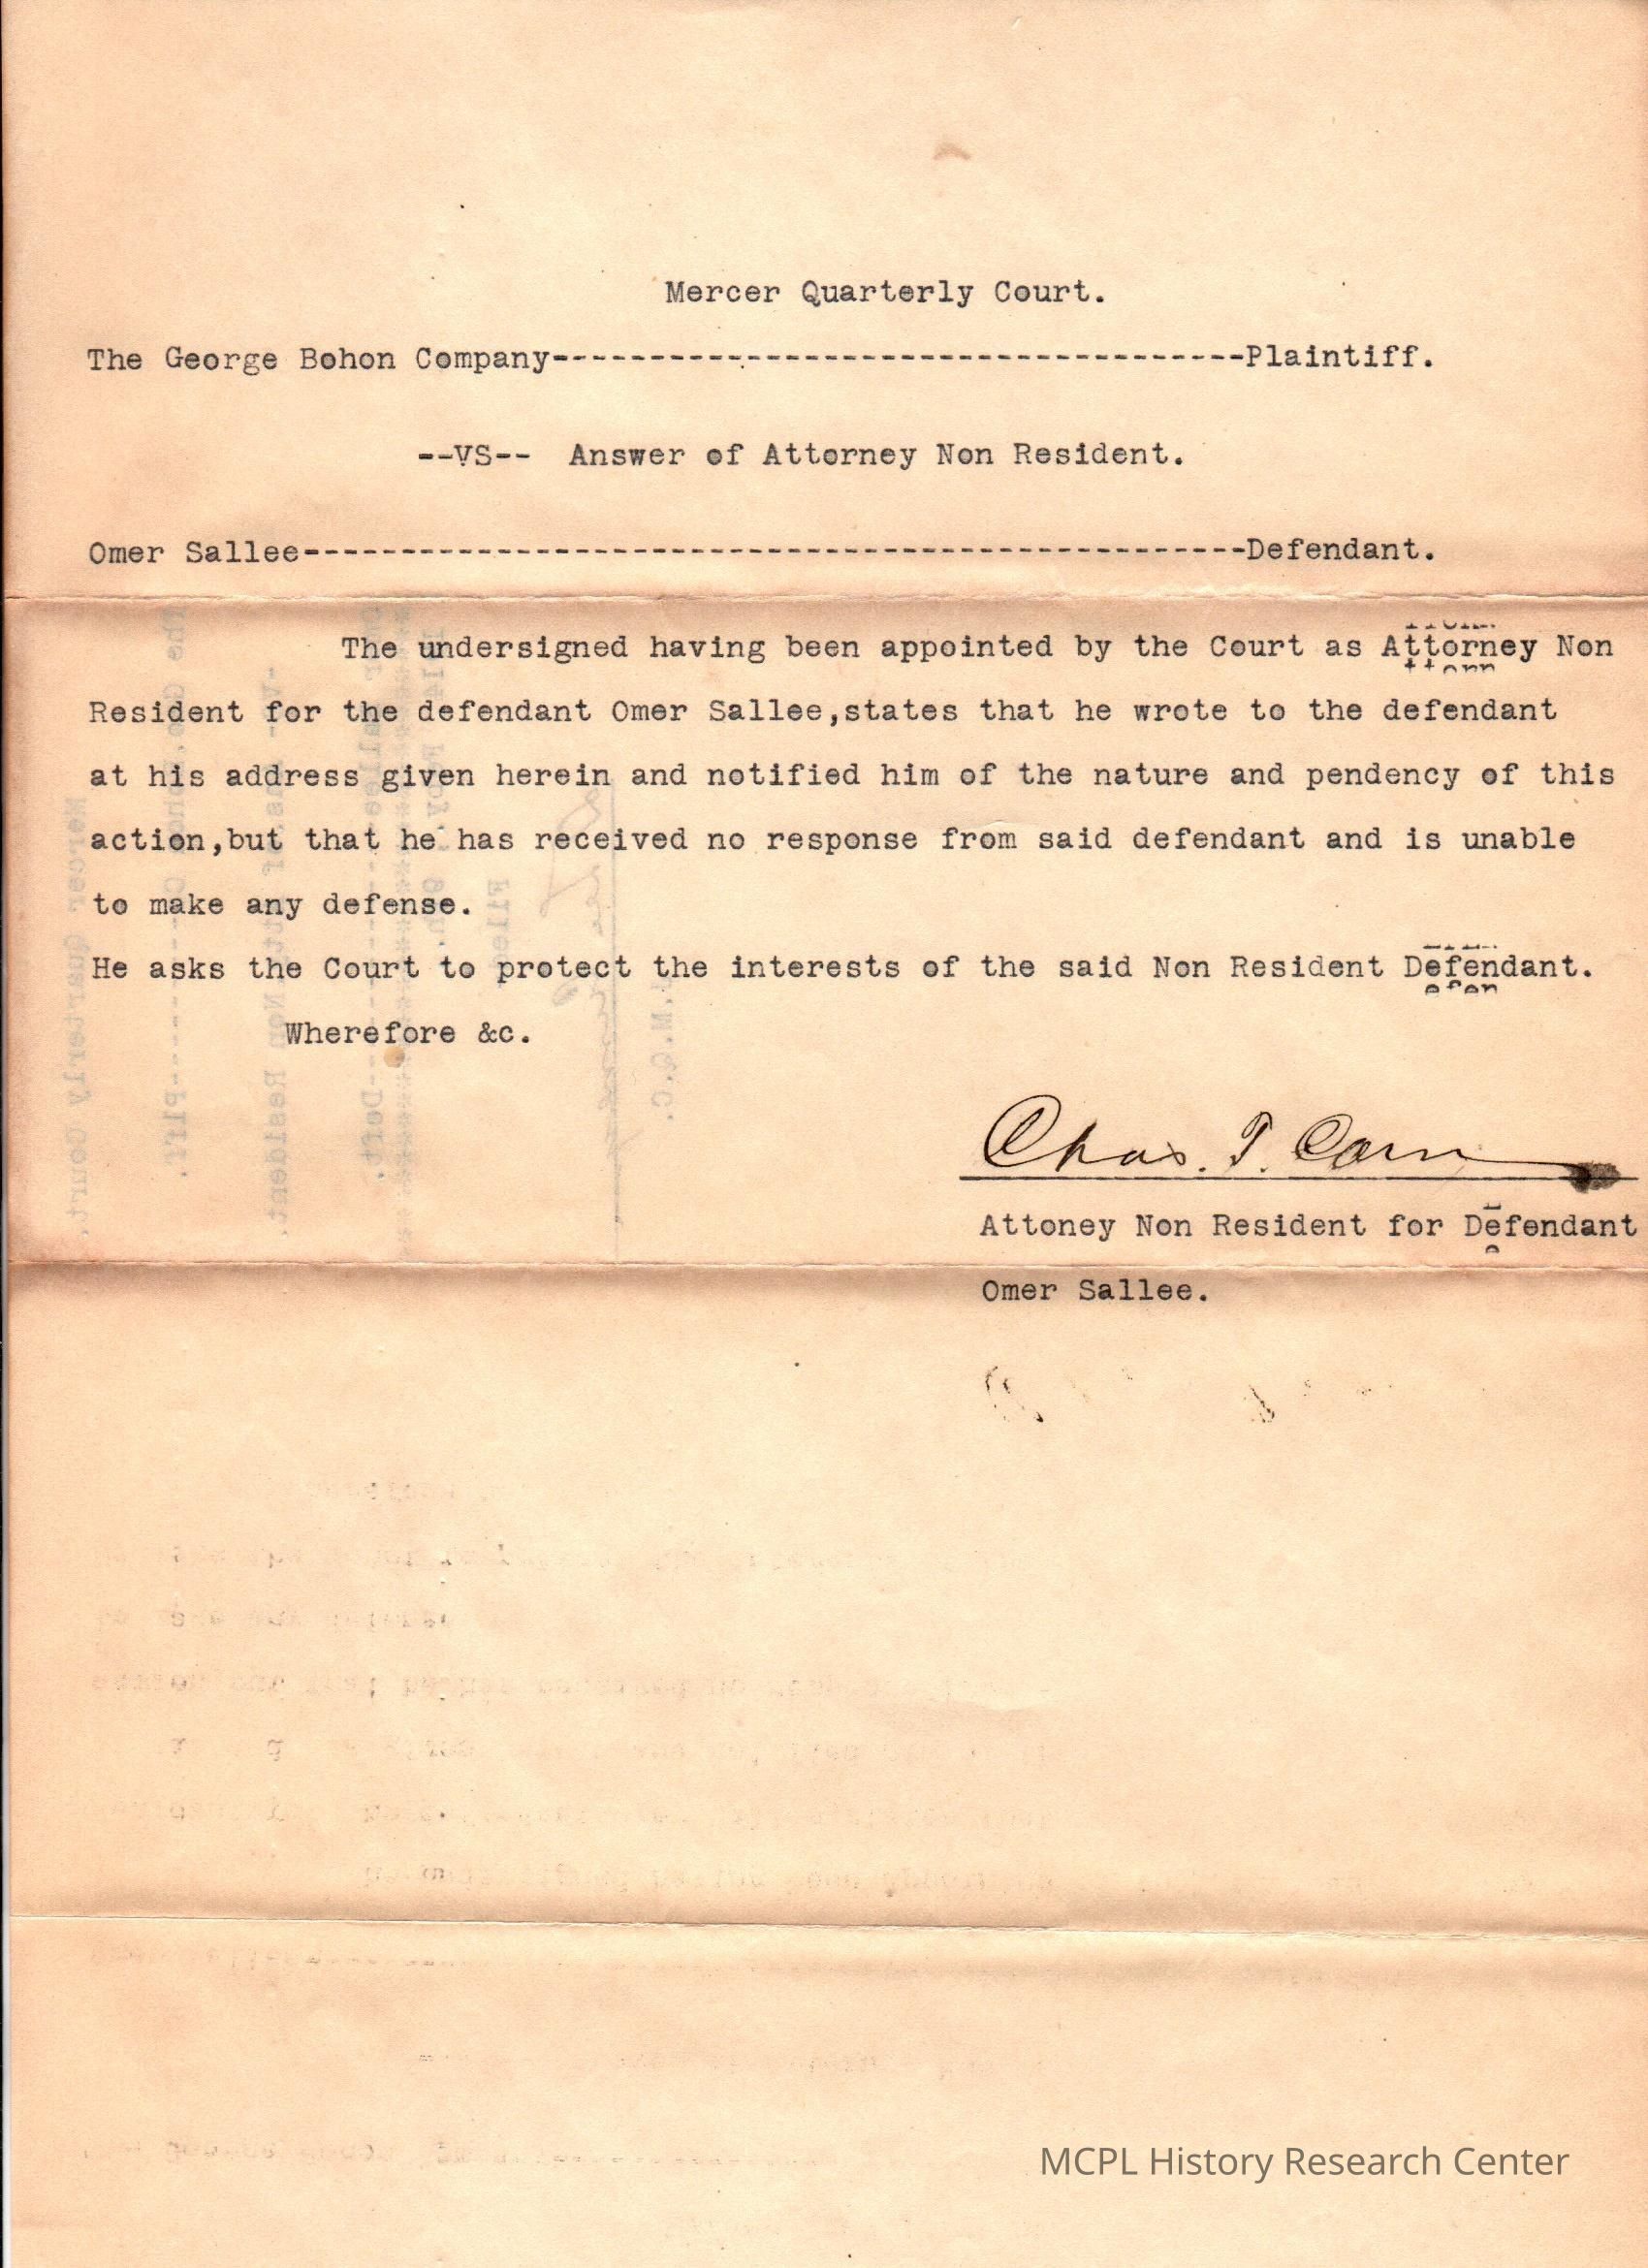 Mercer Quarterly Court.
The George Bohon Company------------------------------------Plaintiff.
--VS-- Answer of Attorney Non Resident.
Omer Sallee-------------------------------------------------Defendant.
The undersigned having been appointed by the Court as Attorney Non
Resident for the defendant Omer Sallee,states that he wrote to the defendant
at his address given herein and notified him of the nature and pendency of this
action,but that he has received no response from said defendant and is unable
to make any defense.
He asks the Court to protect the interests of the said Non Resident Defendant.
Wherefore &c.
Chas. T. Corn
Attoney Non Resident for Defendant
Omer Sallee.
MCPL History Research Center